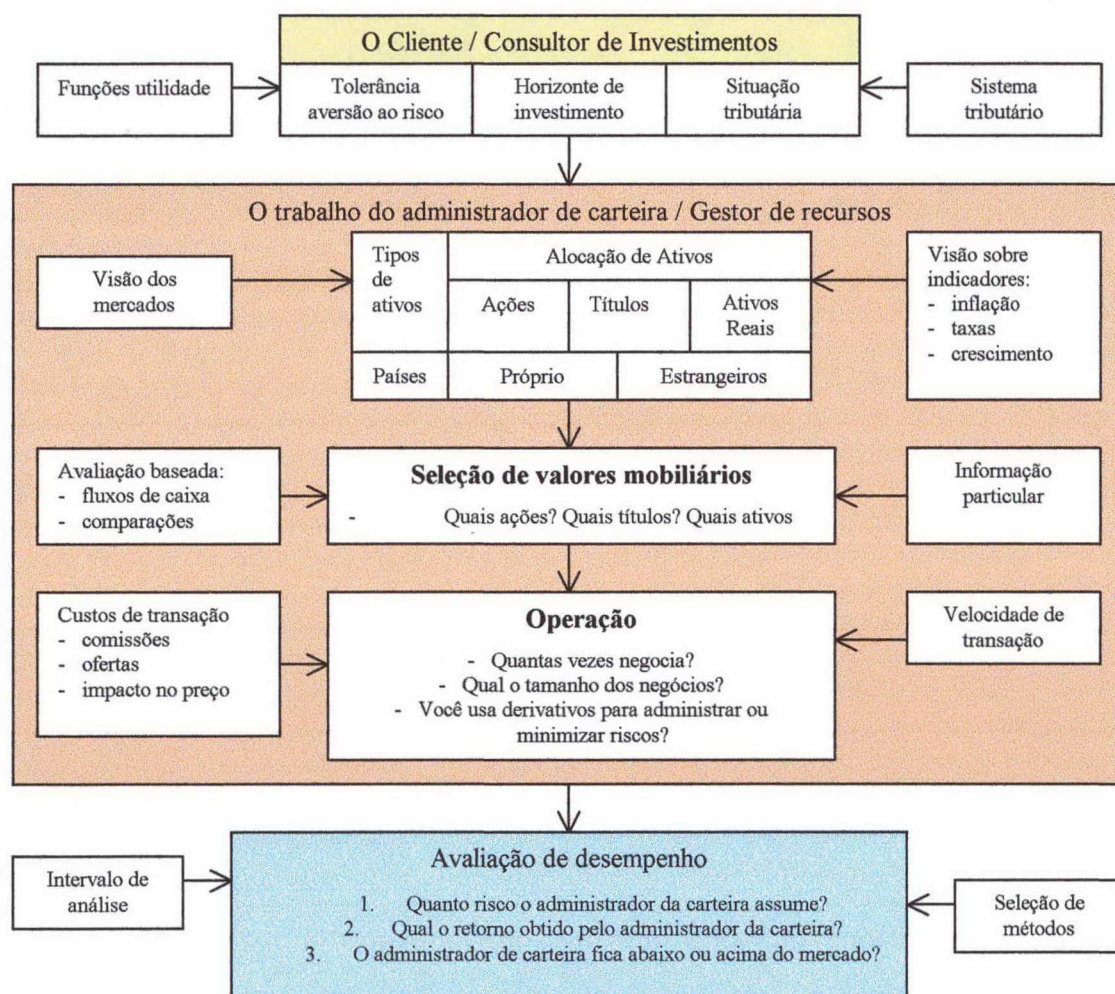 O Cliente / Consultor de Investimentos
Funções utilidade
Tolerância
aversão ao risco
Horizonte de
investimento
Situação
tributária
Sistema
tributário
O trabalho do administrador de carteira / Gestor de recursos
Visão dos
mercados
Tipos
de
ativos
Alocação de Ativos
Ações
Títulos
Ativos
Reais
Países
Próprio
Estrangeiros
Visão sobre
indicadores:
- inflação
- taxas
- crescimento
Avaliação baseada:
- fluxos de caixa
- comparações
Seleção de valores mobiliários
- Quais ações? Quais títulos? Quais ativos
Informação
particular
Custos de transação
- comissões
- ofertas
- impacto no preço
Operação
- Quantas vezes negocia?
- Qual o tamanho dos negócios?
- Você usa derivativos para administrar ou
minimizar riscos?
Velocidade de
transação
Intervalo de
análise
Avaliação de desempenho
1. Quanto risco o administrador da carteira assume?
2. Qual o retorno obtido pelo administrador da carteira?
3. O administrador de carteira fica abaixo ou acima do mercado?
Seleção de
métodos